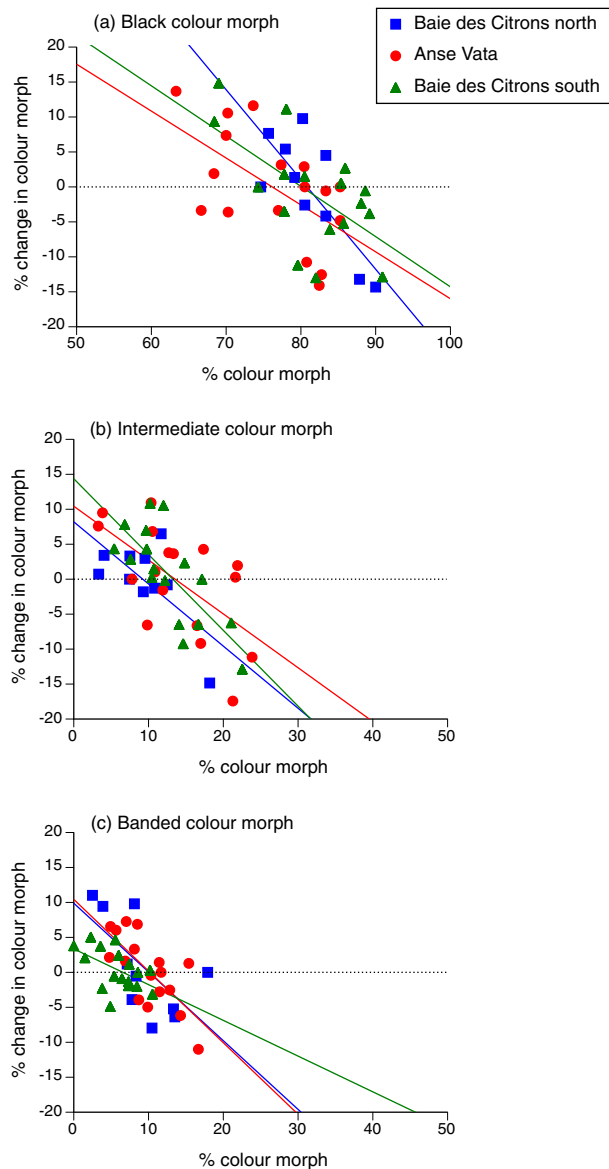 (a) Black colour morph
Baie des Citrons north
Anse Vata
Baie des Citrons south
20
15
10
5
0
-5
-10
-15
-20
% change in colour morph
50 60 70 80 90 100
% colour morph
(b) Intermediate colour morph
20
15
10
5
0
-5
-10
-15
-20
% change in colour morph
0 10 20 30 40 50
% colour morph
(c) Banded colour morph
20
15
10
5
0
-5
-10
-15
-20
% change in colour morph
0 10 20 30 40 50
% colour morph